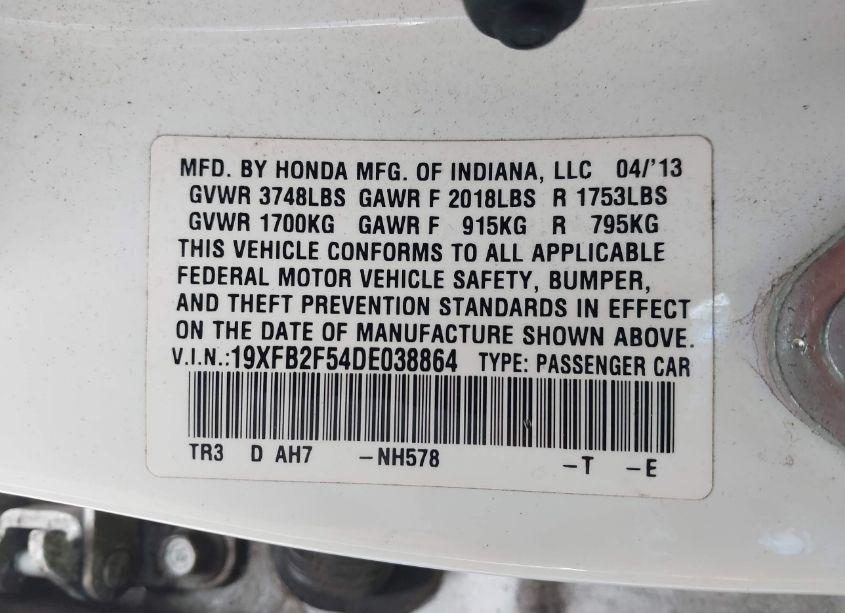 MFD. BY HONDA MFG. OF INDIANA, LLC 04/'13
GVWR 3748LBS GAWR F 2018LBS R 1753LBS
GVWR 1700KG GAWR F 915KG R 795KG
THIS VEHICLE CONFORMS TO ALL APPLICABLE
FEDERAL MOTOR VEHICLE SAFETY, BUMPER,
AND THEFT PREVENTION STANDARDS IN EFFECT
ON THE DATE OF MANUFACTURE SHOWN ABOVE.
V.I.N.:19XFB2F54DE038864 TYPE: PASSENGER CAR
TR3 D AH7 –NH578 –T –E